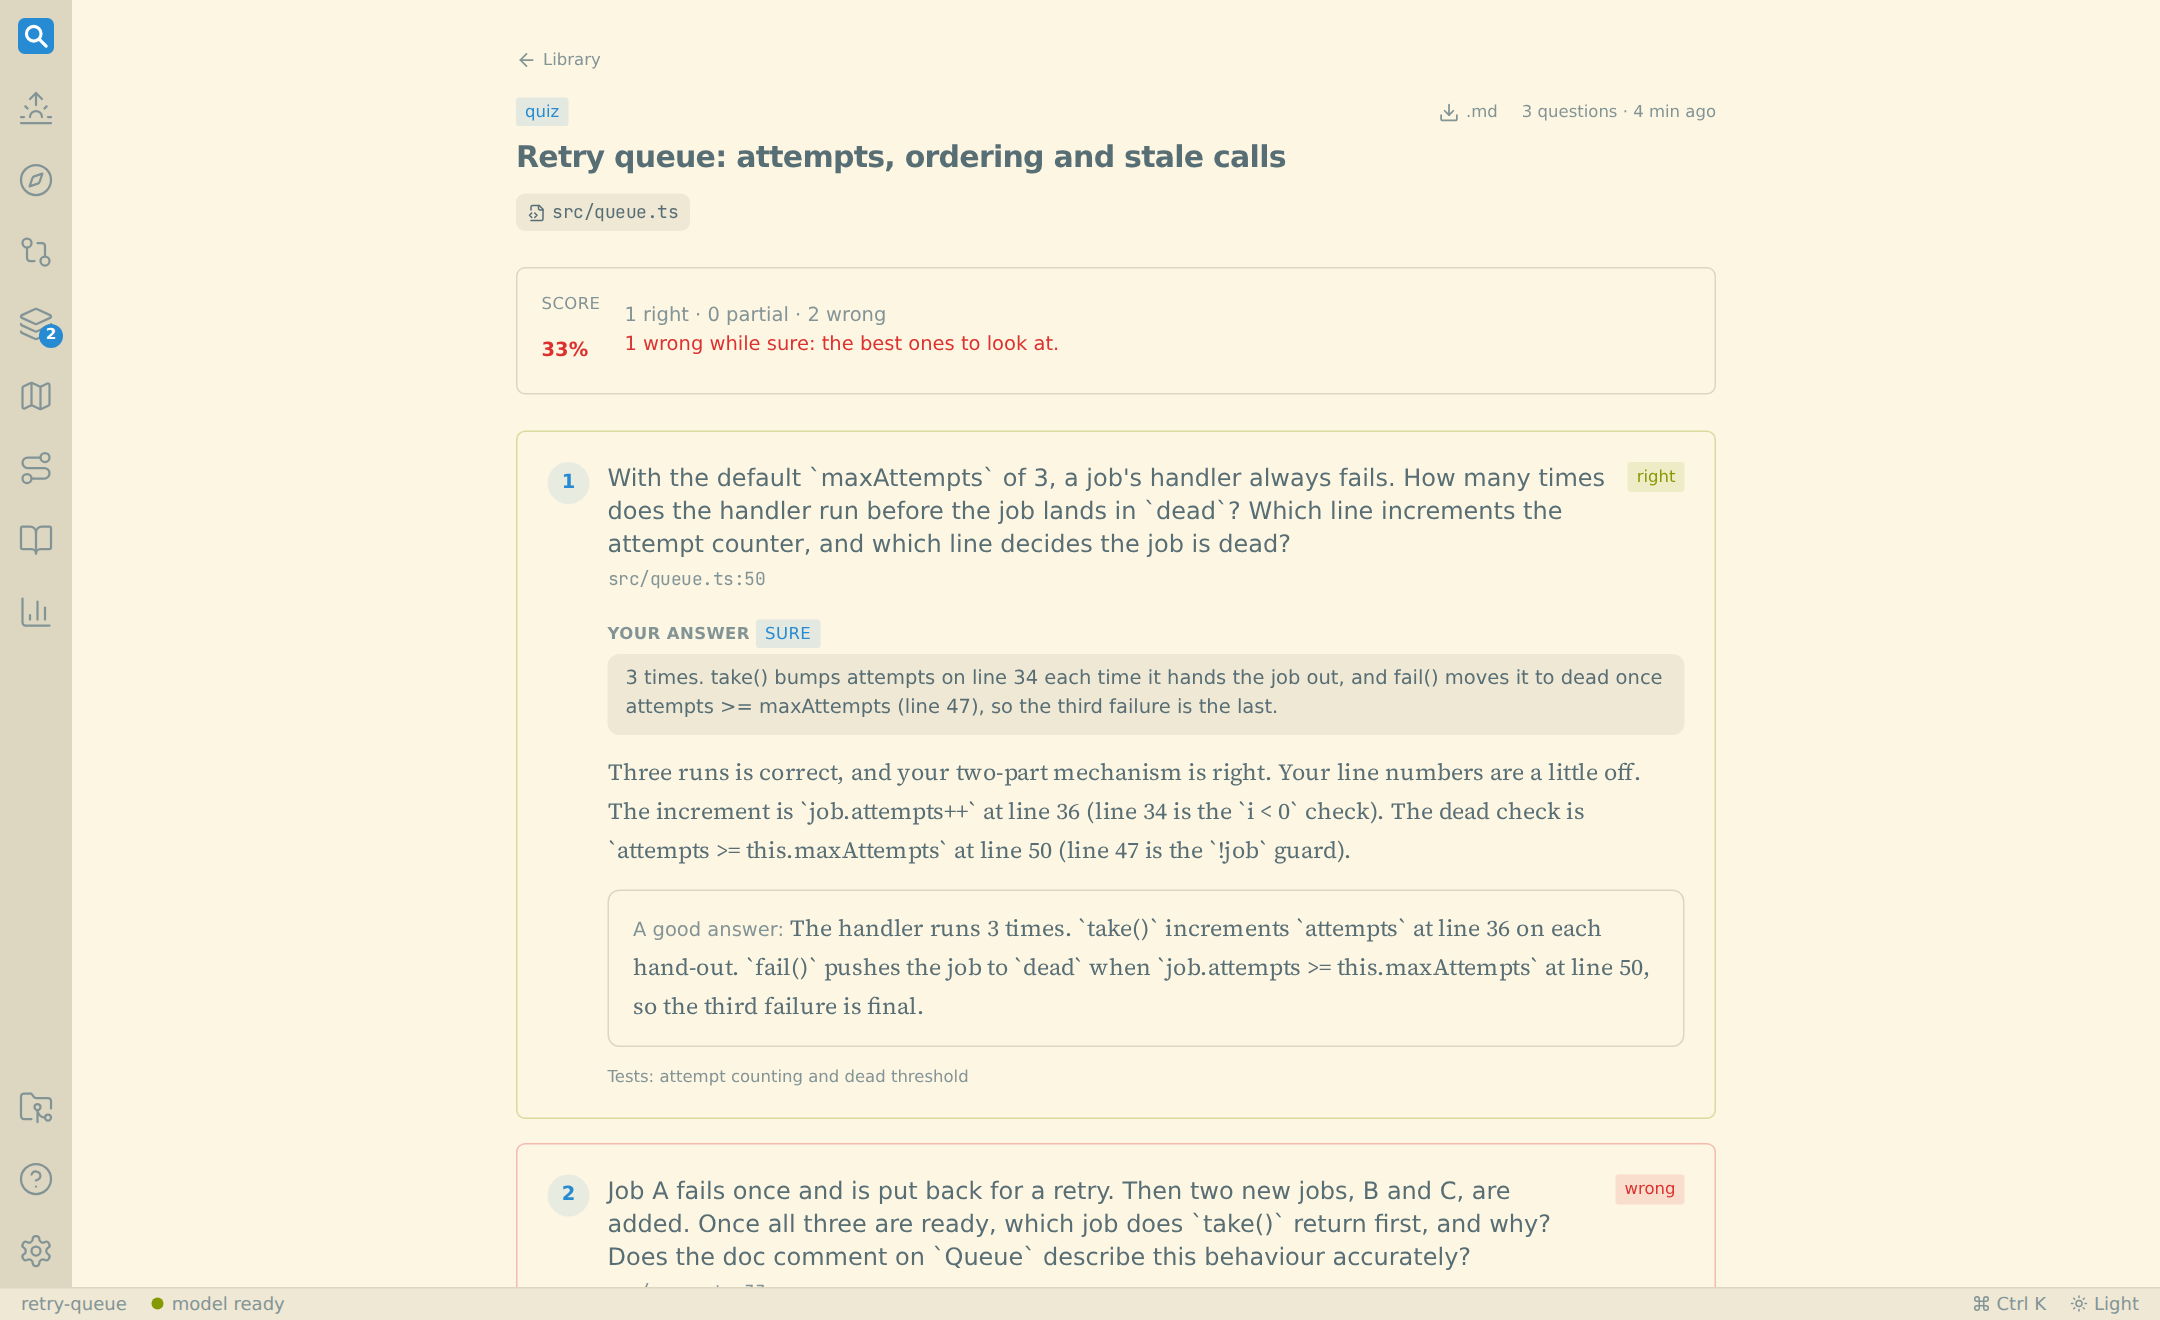 Library
quiz
.md 3 questions · 4 min ago
Retry queue: attempts, ordering and stale calls
src/queue.ts
SCORE
33%
1 right · 0 partial · 2 wrong
1 wrong while sure: the best ones to look at.
1
With the default `maxAttempts` of 3, a job's handler always fails. How many times
does the handler run before the job lands in `dead`? Which line increments the
attempt counter, and which line decides the job is dead?
right
src/queue.ts:50
YOUR ANSWER SURE
3 times. take() bumps attempts on line 34 each time it hands the job out, and fail() moves it to dead once
attempts >= maxAttempts (line 47), so the third failure is the last.
Three runs is correct, and your two-part mechanism is right. Your line numbers are a little off.
The increment is `job.attempts++` at line 36 (line 34 is the `i < 0` check). The dead check is
`attempts >= this.maxAttempts` at line 50 (line 47 is the `!job` guard).
A good answer: The handler runs 3 times. `take()` increments `attempts` at line 36 on each
hand-out. `fail()` pushes the job to `dead` when `job.attempts >= this.maxAttempts` at line 50,
so the third failure is final.
Tests: attempt counting and dead threshold
2
Job A fails once and is put back for a retry. Then two new jobs, B and C, are
added. Once all three are ready, which job does `take()` return first, and why?
Does the doc comment on `Queue` describe this behaviour accurately?
wrong
2
retry-queue
model ready
⌘ Ctrl K
Light